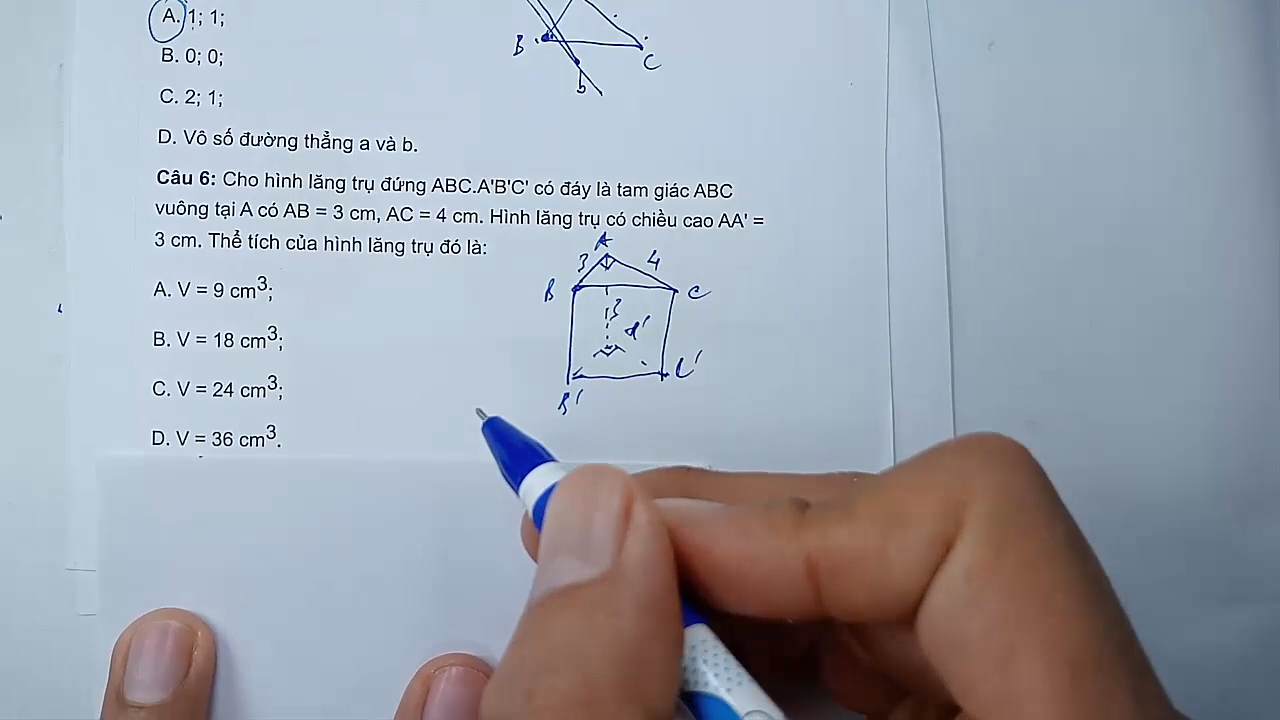 A. 1; 1;
B. 0; 0;
C. 2; 1;
D. Vô số đường thẳng a và b.
B
C
b
Câu 6: Cho hình lăng trụ đứng ABC.A'B'C' có đáy là tam giác ABC
vuông tại A có AB = 3 cm, AC = 4 cm. Hình lăng trụ có chiều cao AA' =
3 cm. Thể tích của hình lăng trụ đó là:
A. V = 9 cm³;
B. V = 18 cm³;
C. V = 24 cm³;
D. V = 36 cm³.
A
3 4
B C
3
A'
C'
B'